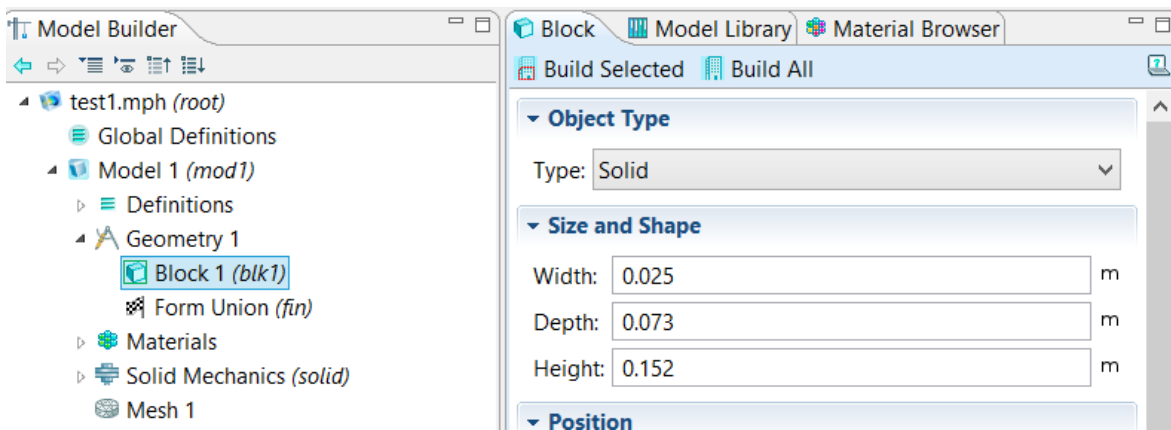 Model Builder
test1.mph (root)
Global Definitions
Model 1 (mod1)
Definitions
Geometry 1
Block 1 (blk1)
Form Union (fin)
Materials
Solid Mechanics (solid)
Mesh 1
Block Model Library Material Browser
Build Selected Build All
Object Type
Type: Solid
Size and Shape
Width: 0.025 m
Depth: 0.073 m
Height: 0.152 m
Position